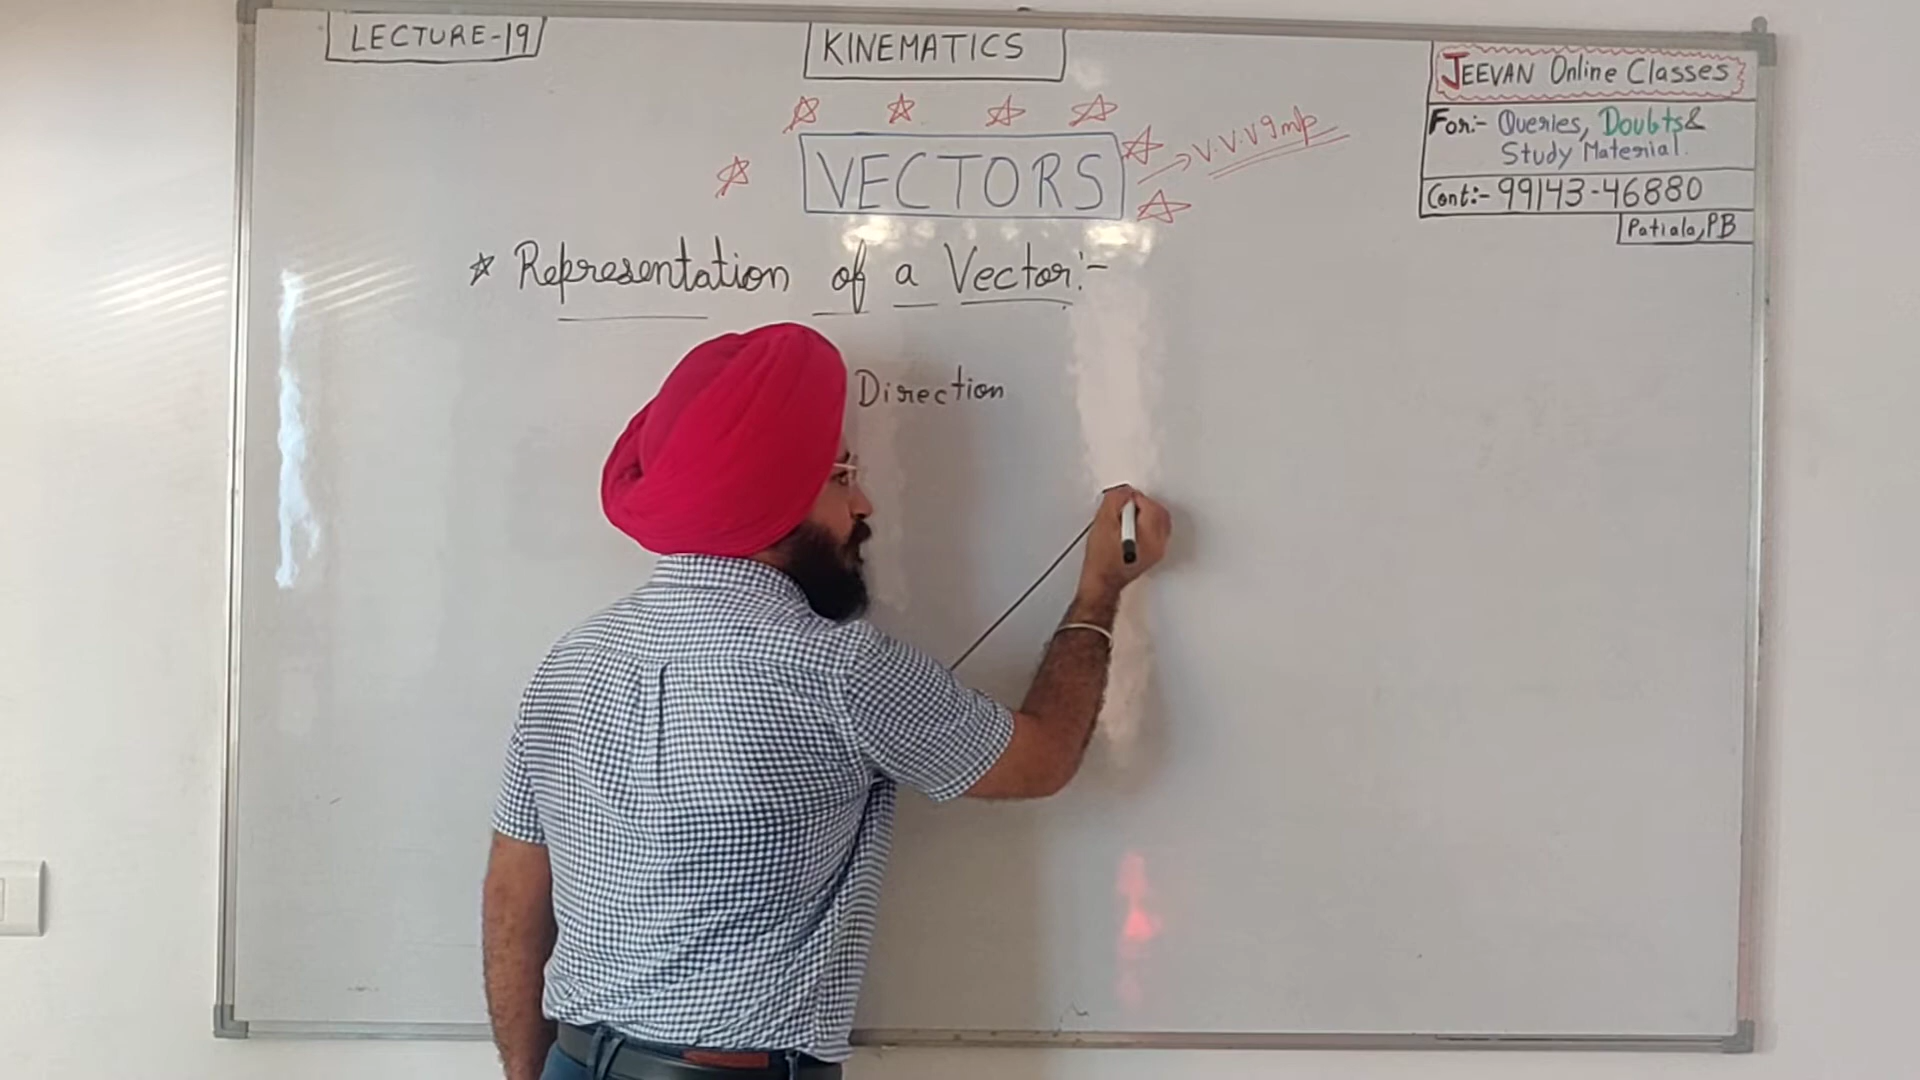 LECTURE-19
KINEMATICS
JEEVAN Online Classes
For:- Queries, Doubts &
Study Material.
Cont:- 99143-46880
Patiala, PB
VECTORS
V.V.V Imp
Representation of a Vector:-
Direction